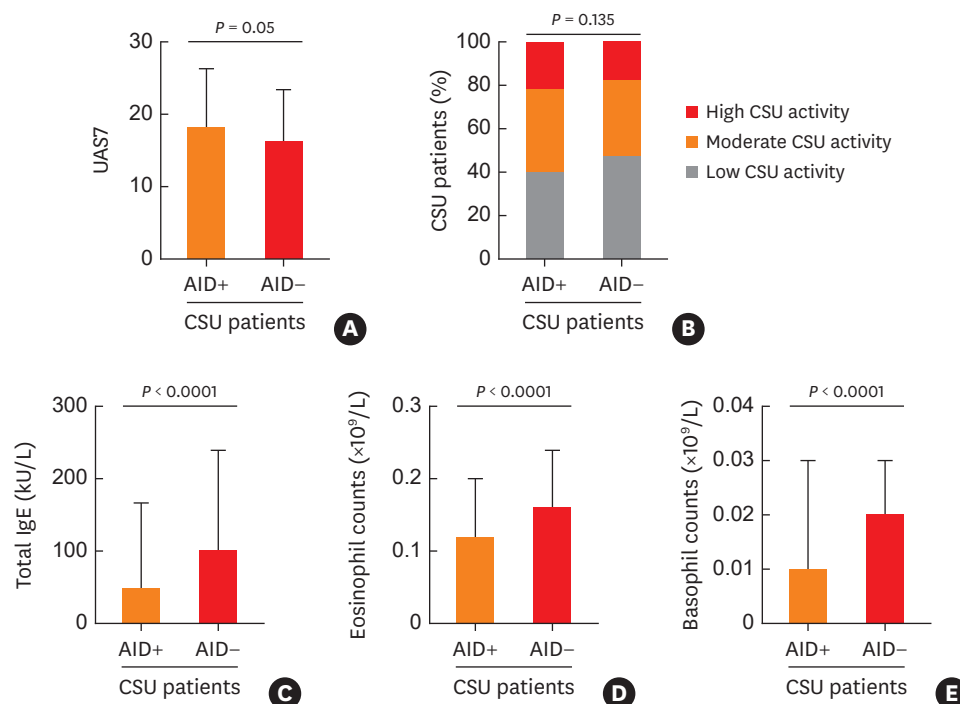 P = 0.05
UAS7
30
20
10
0
AID+ AID−
CSU patients
A
P = 0.135
CSU patients (%)
100
80
60
40
20
0
AID+ AID−
CSU patients
B
High CSU activity
Moderate CSU activity
Low CSU activity
P < 0.0001
Total IgE (kU/L)
300
200
100
0
AID+ AID−
CSU patients
C
P < 0.0001
Eosinophil counts (×10⁹/L)
0.3
0.2
0.1
0
AID+ AID−
CSU patients
D
P < 0.0001
Basophil counts (×10⁹/L)
0.04
0.03
0.02
0.01
0
AID+ AID−
CSU patients
E